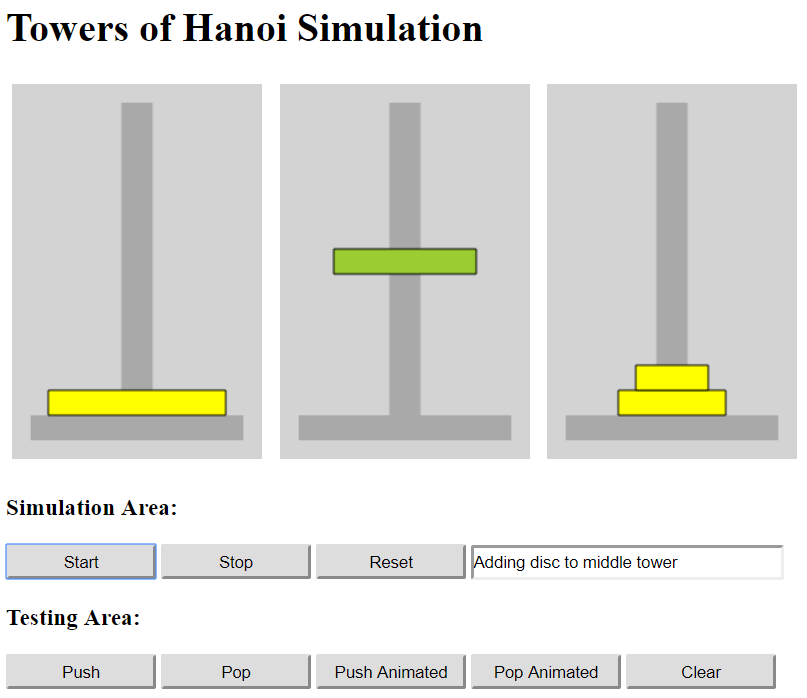 Towers of Hanoi Simulation
Simulation Area:
Start Stop Reset Adding disc to middle tower
Testing Area:
Push Pop Push Animated Pop Animated Clear